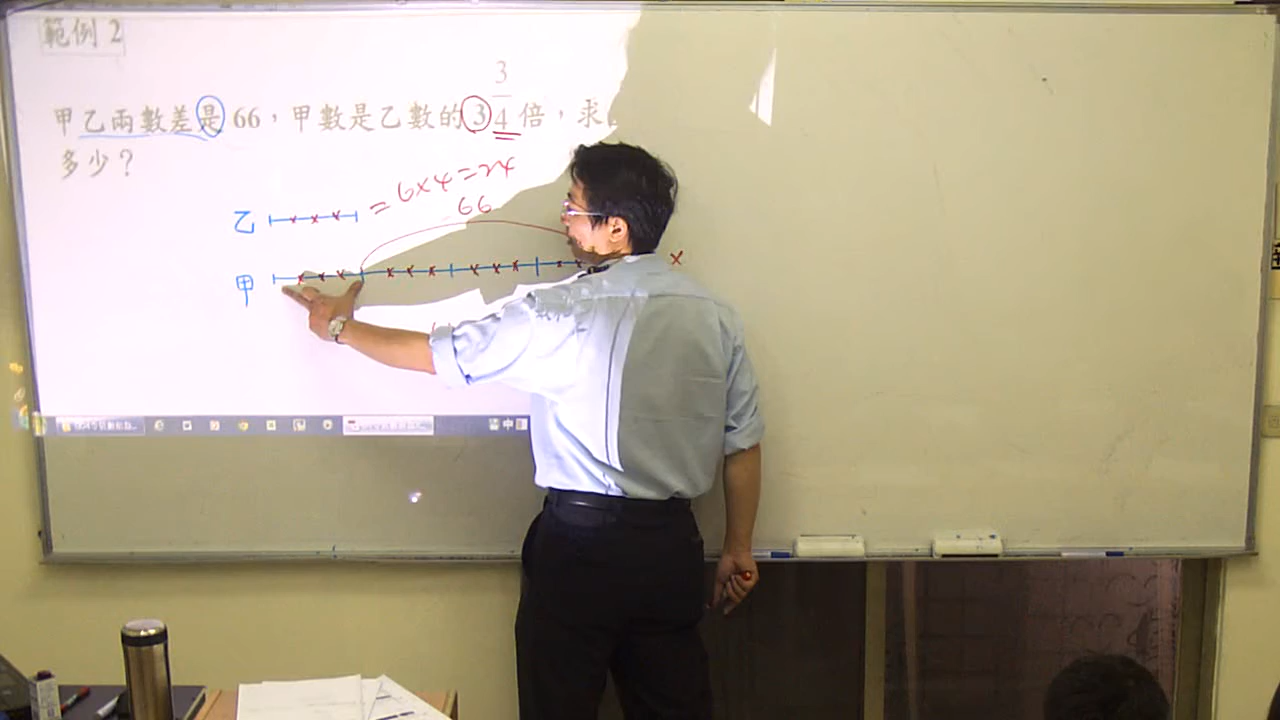 範例 2
甲乙兩數差是 66，甲數是乙數的 3 3/4 倍，求
多少？
乙 = 6×4=24
66
甲 x
中